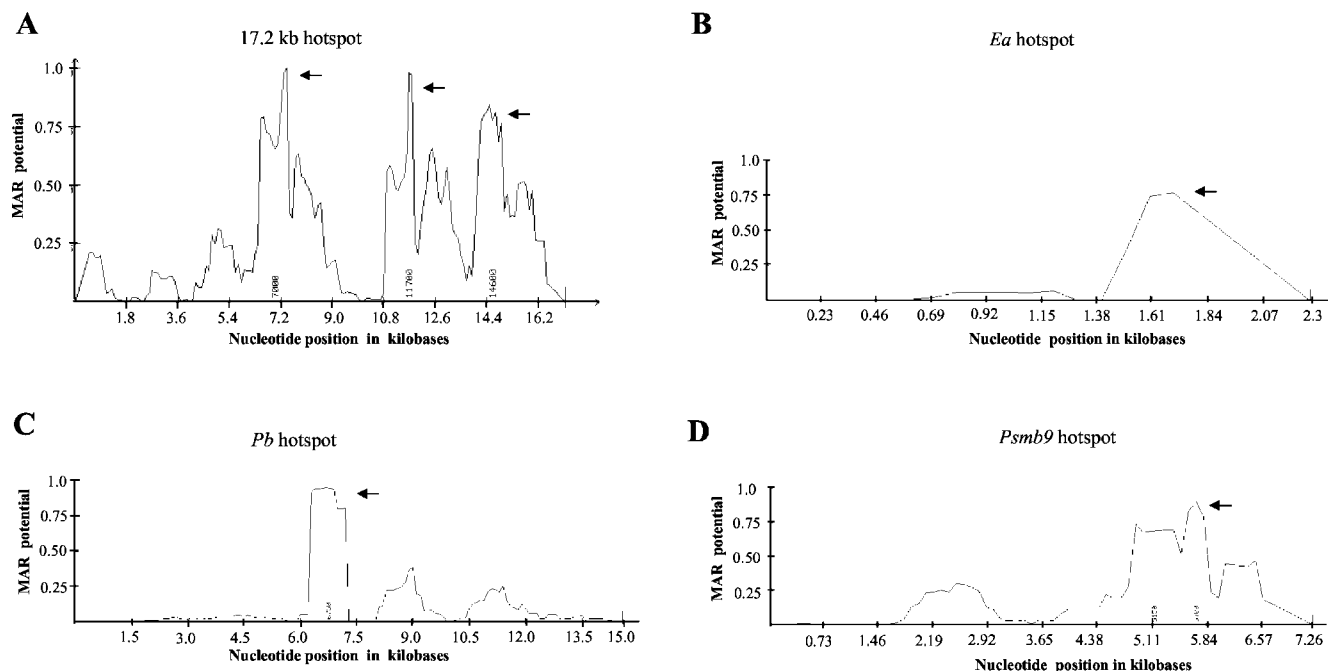 A
17.2 kb hotspot
MAR potential
1.0
0.75
0.50
0.25
7000
11700
14600
1.8 3.6 5.4 7.2 9.0 10.8 12.6 14.4 16.2
Nucleotide position in kilobases
B
Ea hotspot
MAR potential
1.0
0.75
0.50
0.25
0.23 0.46 0.69 0.92 1.15 1.38 1.61 1.84 2.07 2.3
Nucleotide position in kilobases
C
Pb hotspot
MAR potential
1.0
0.75
0.50
0.25
1.5 3.0 4.5 6.0 7.5 9.0 10.5 12.0 13.5 15.0
Nucleotide position in kilobases
D
Psmb9 hotspot
MAR potential
1.0
0.75
0.50
0.25
0.73 1.46 2.19 2.92 3.65 4.38 5.11 5.84 6.57 7.26
Nucleotide position in kilobases